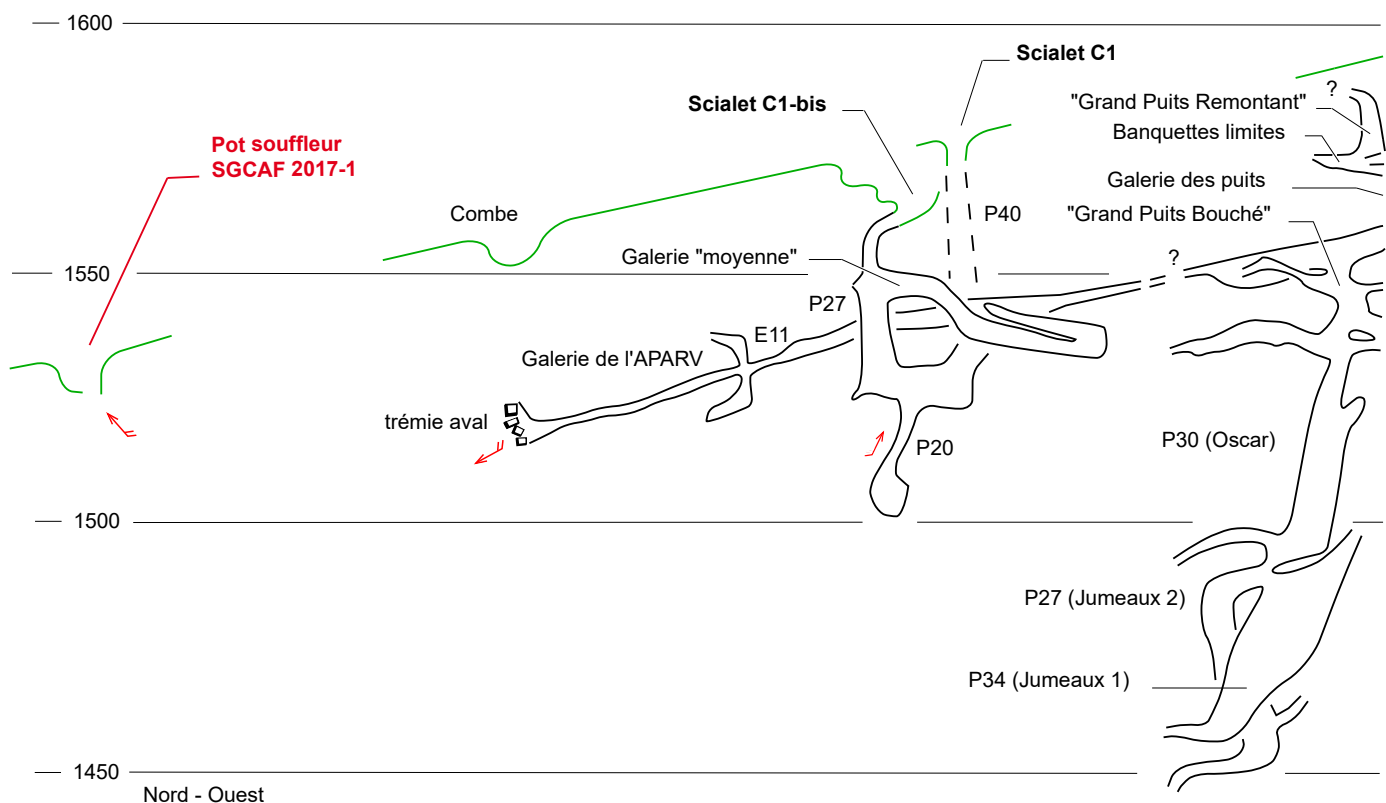 1600
Scialet C1
?
Scialet C1-bis
"Grand Puits Remontant"
Banquettes limites
Pot souffleur
SGCAF 2017-1
Galerie des puits
Combe
P40
"Grand Puits Bouché"
Galerie "moyenne"
?
1550
P27
E11
Galerie de l'APARV
trémie aval
P20
P30 (Oscar)
1500
P27 (Jumeaux 2)
P34 (Jumeaux 1)
1450
Nord - Ouest